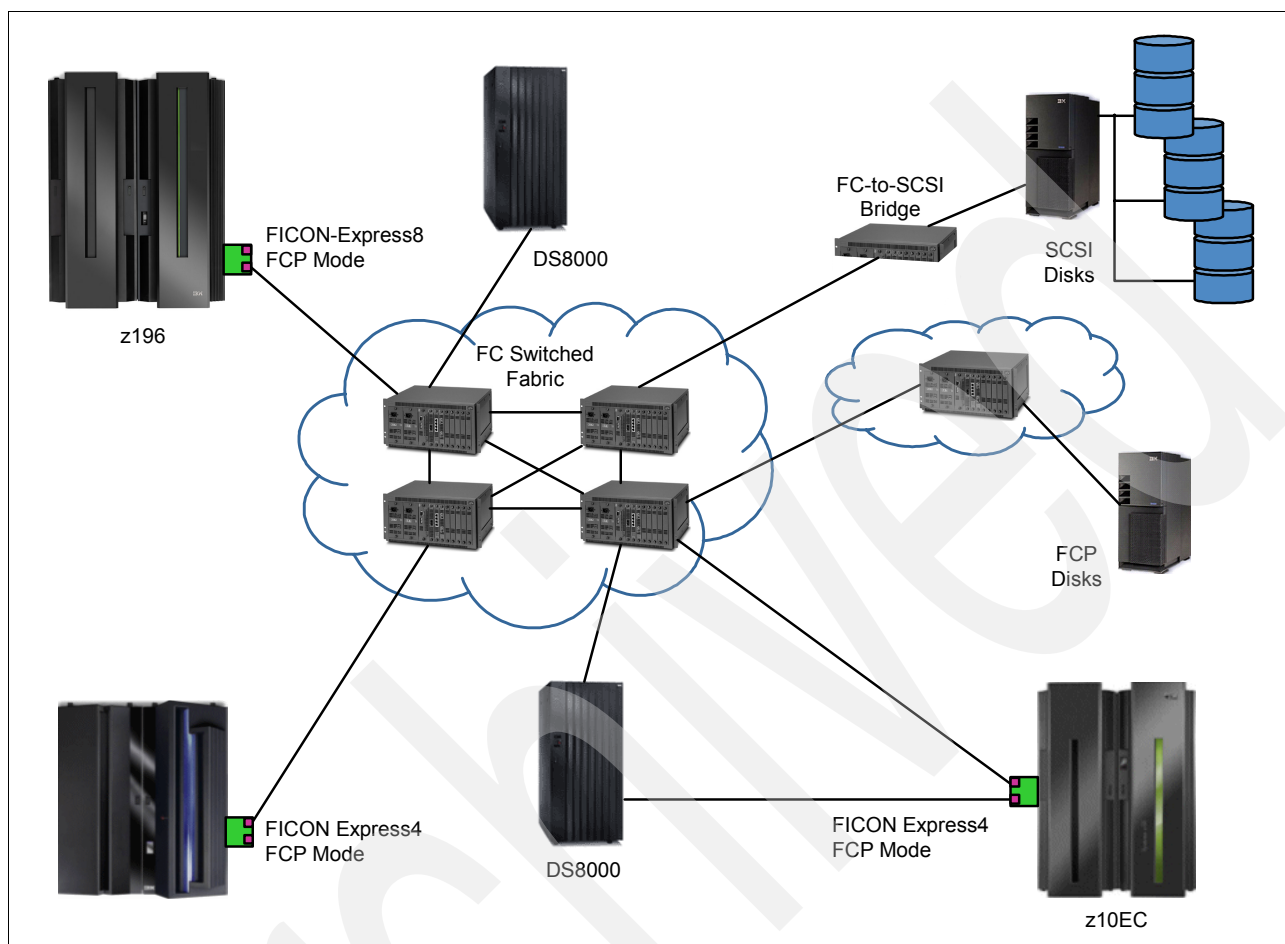 FC-to-SCSI
Bridge
SCSI
Disks
FICON-Express8
FCP Mode
DS8000
z196
FC Switched
Fabric
FCP
Disks
FICON Express4
FCP Mode
DS8000
FICON Express4
FCP Mode
z10EC